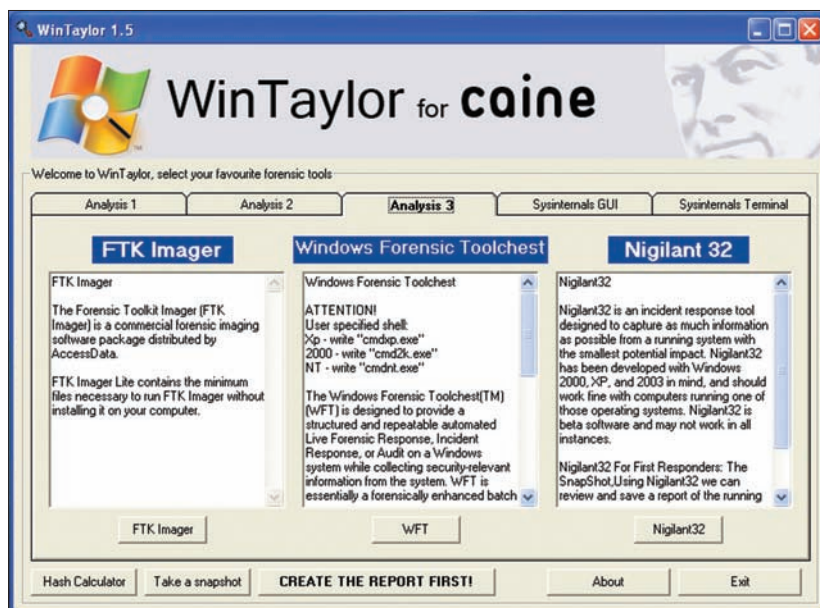 WinTaylor 1.5
WinTaylor for caine
TM
Welcome to WinTaylor, select your favourite forensic tools
Analysis 1
Analysis 2
Analysis 3
Sysinternals GUI
Sysinternals Terminal
FTK Imager
FTK Imager
The Forensic Toolkit Imager (FTK
Imager) is a commercial forensic imaging
software package distributed by
AccessData.
FTK Imager Lite contains the minimum
files necessary to run FTK Imager without
installing it on your computer.
FTK Imager
Windows Forensic Toolchest
Windows Forensic Toolchest
ATTENTION!
User specified shell:
Xp - write "cmdxp.exe"
2000 - write "cmd2k.exe"
NT - write "cmdnt.exe"
The Windows Forensic Toolchest(TM)
(WFT) is designed to provide a
structured and repeatable automated
Live Forensic Response, Incident
Response, or Audit on a Windows
system while collecting security-relevant
information from the system. WFT is
essentially a forensically enhanced batch
WFT
Nigilant 32
Nigilant32
Nigilant32 is an incident response tool
designed to capture as much information
as possible from a running system with
the smallest potential impact. Nigilant32
has been developed with Windows
2000, XP, and 2003 in mind, and should
work fine with computers running one of
those operating systems. Nigilant32 is
beta software and may not work in all
instances.
Nigilant32 For First Responders: The
SnapShot,Using Nigilant32 we can
review and save a report of the running
Nigilant32
Hash Calculator
Take a snapshot
CREATE THE REPORT FIRST!
About
Exit